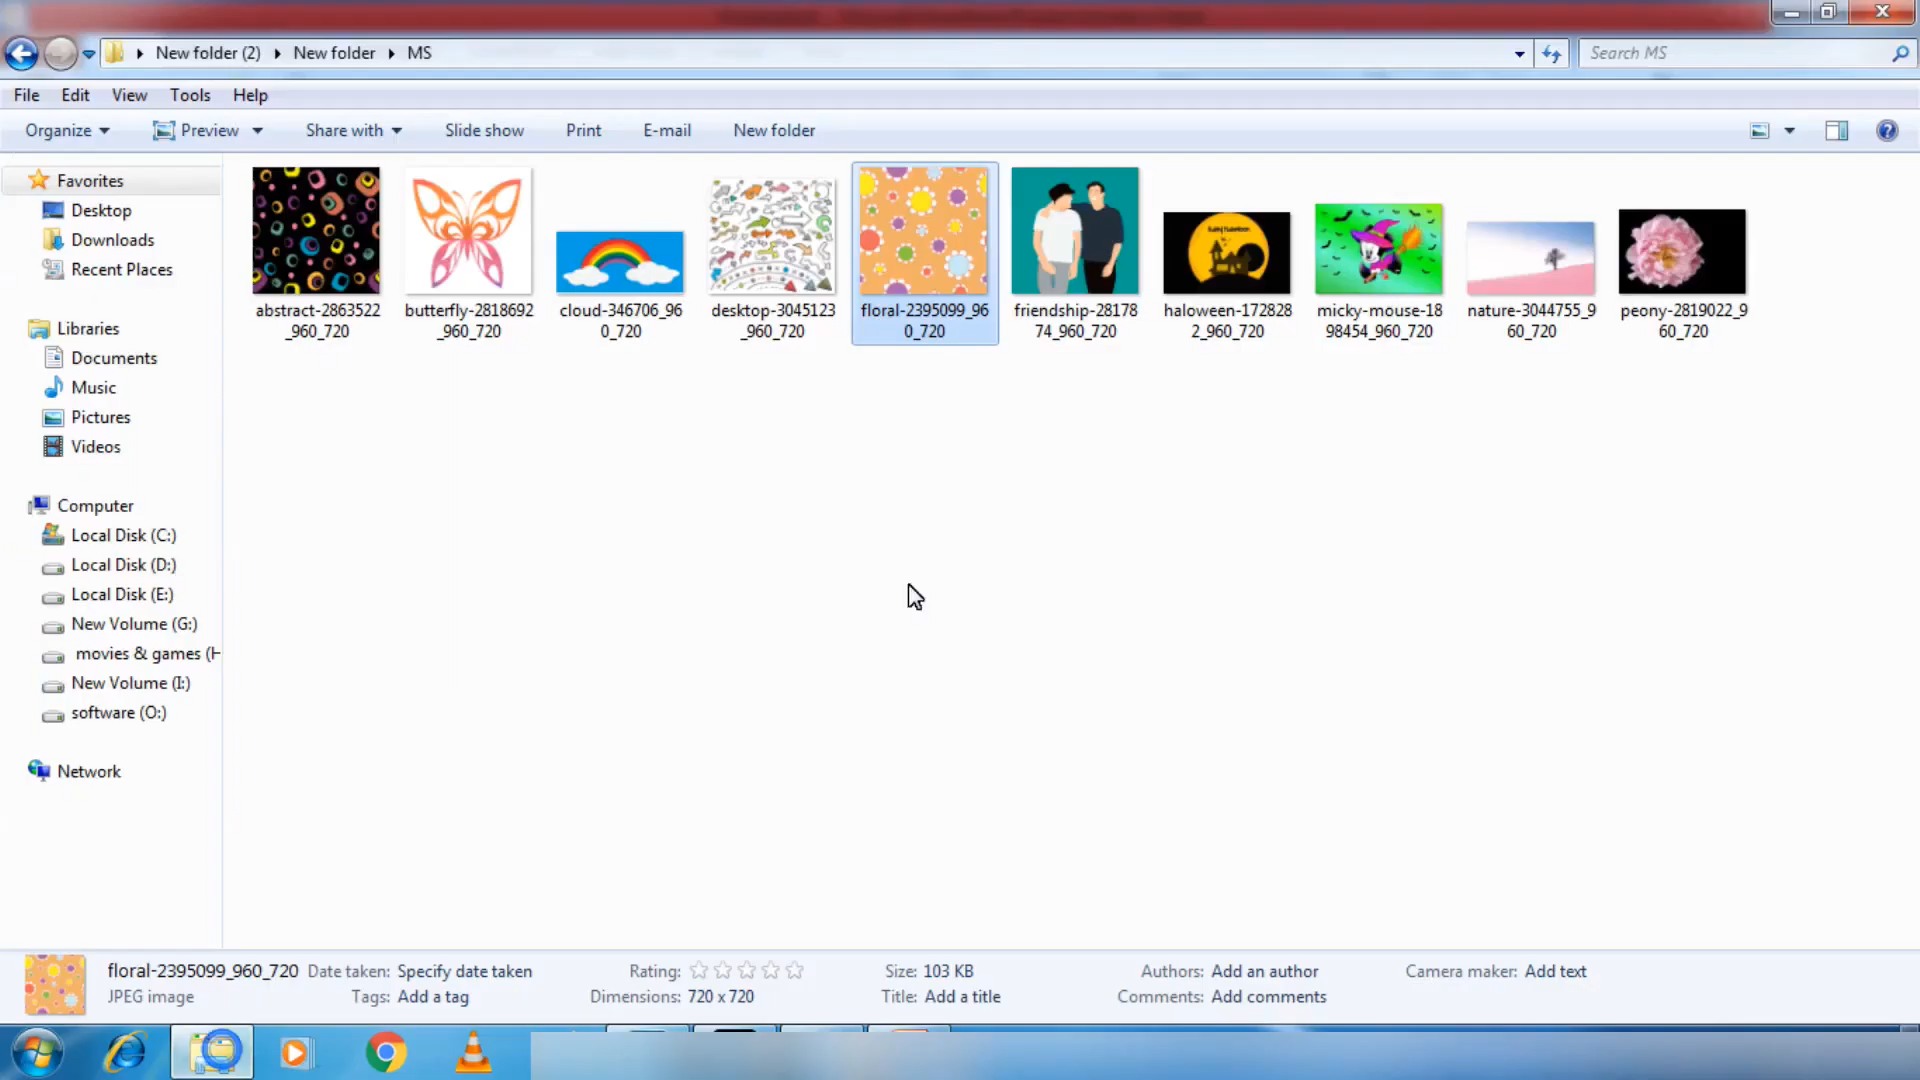 New folder (2) New folder MS
Search MS
File Edit View Tools Help
Organize Preview Share with Slide show Print E-mail New folder
Favorites
Desktop
Downloads
Recent Places
Libraries
Documents
Music
Pictures
Videos
Computer
Local Disk (C:)
Local Disk (D:)
Local Disk (E:)
New Volume (G:)
movies & games (H
New Volume (I:)
software (O:)
Network
abstract-2863522
_960_720
butterfly-2818692
_960_720
cloud-346706_96
0_720
desktop-3045123
_960_720
floral-2395099_96
0_720
friendship-28178
74_960_720
haloween-172828
2_960_720
micky-mouse-18
98454_960_720
nature-3044755_9
60_720
peony-2819022_9
60_720
floral-2395099_960_720 Date taken: Specify date taken Rating: Size: 103 KB Authors: Add an author Camera maker: Add text
JPEG image Tags: Add a tag Dimensions: 720 x 720 Title: Add a title Comments: Add comments